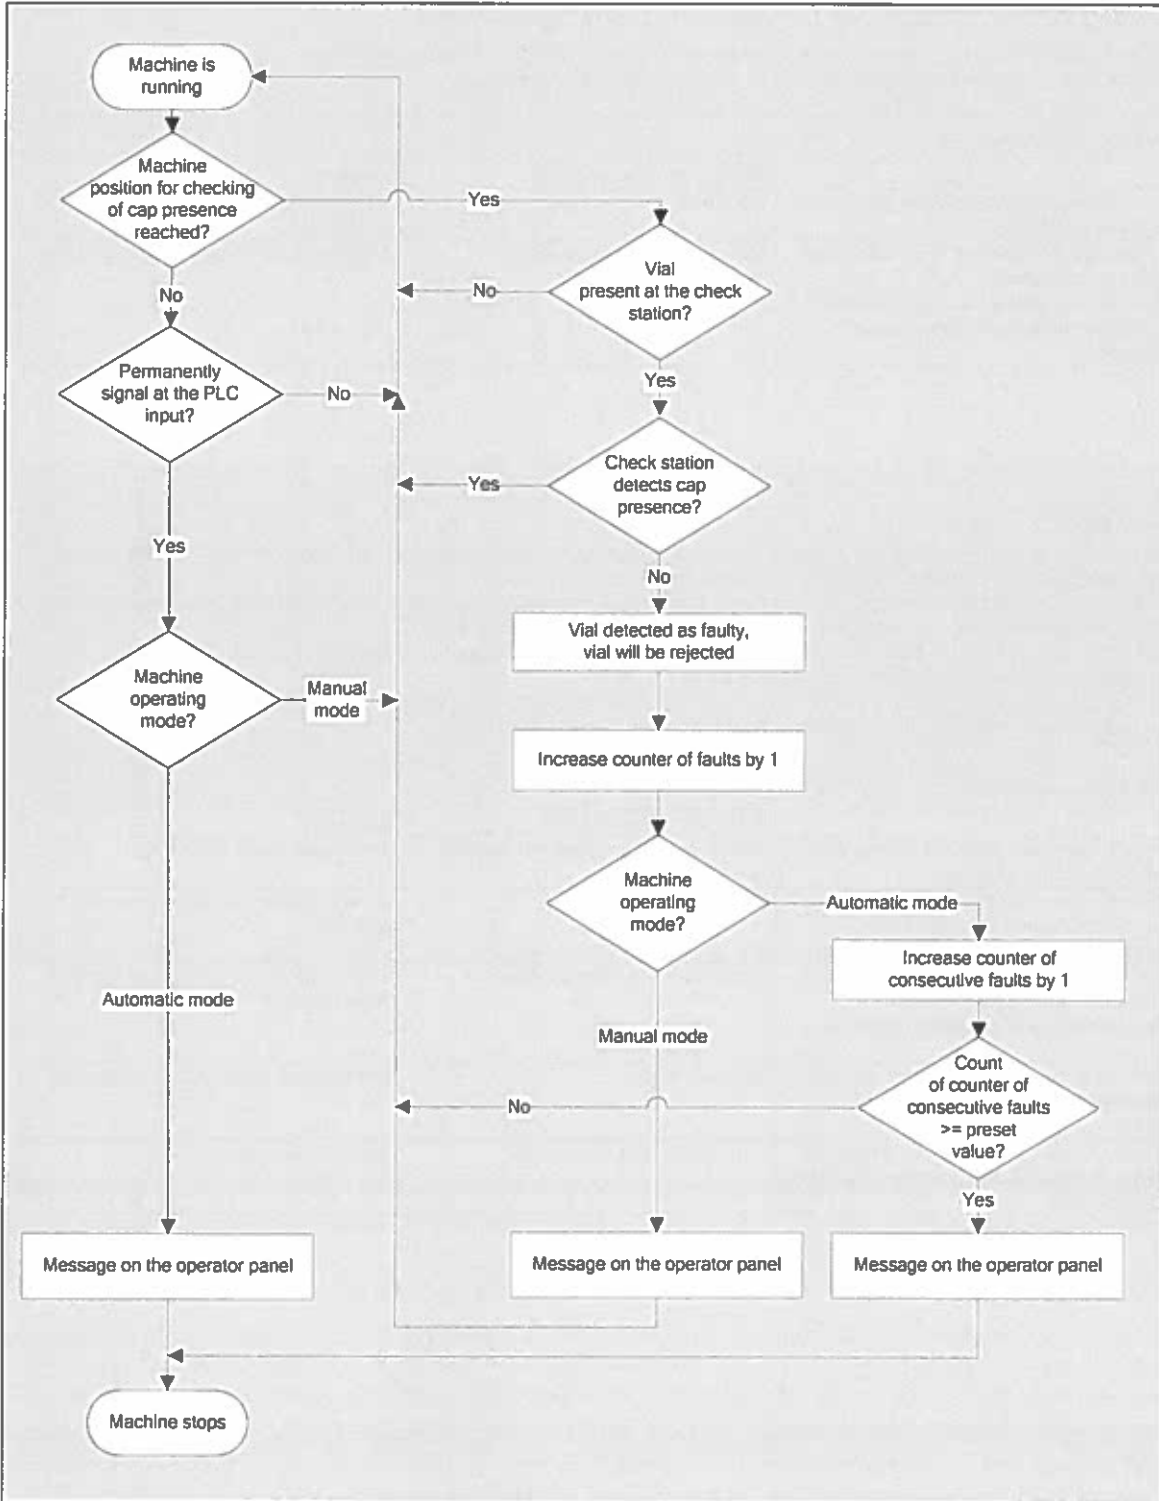 Machine is
running
Machine
position for checking
of cap presence
reached?
Yes
Vial
present at the check
station?
No
No
Permanently
signal at the PLC
input?
No
Yes
Check station
detects cap
presence?
Yes
Yes
No
Vial detected as faulty,
vial will be rejected
Machine
operating
mode?
Manual
mode
Increase counter of faults by 1
Machine
operating
mode?
Automatic mode
Increase counter of
consecutive faults by 1
Automatic mode
Manual mode
Count
of counter of
consecutive faults
>= preset
value?
No
Yes
Message on the operator panel
Message on the operator panel
Message on the operator panel
Machine stops